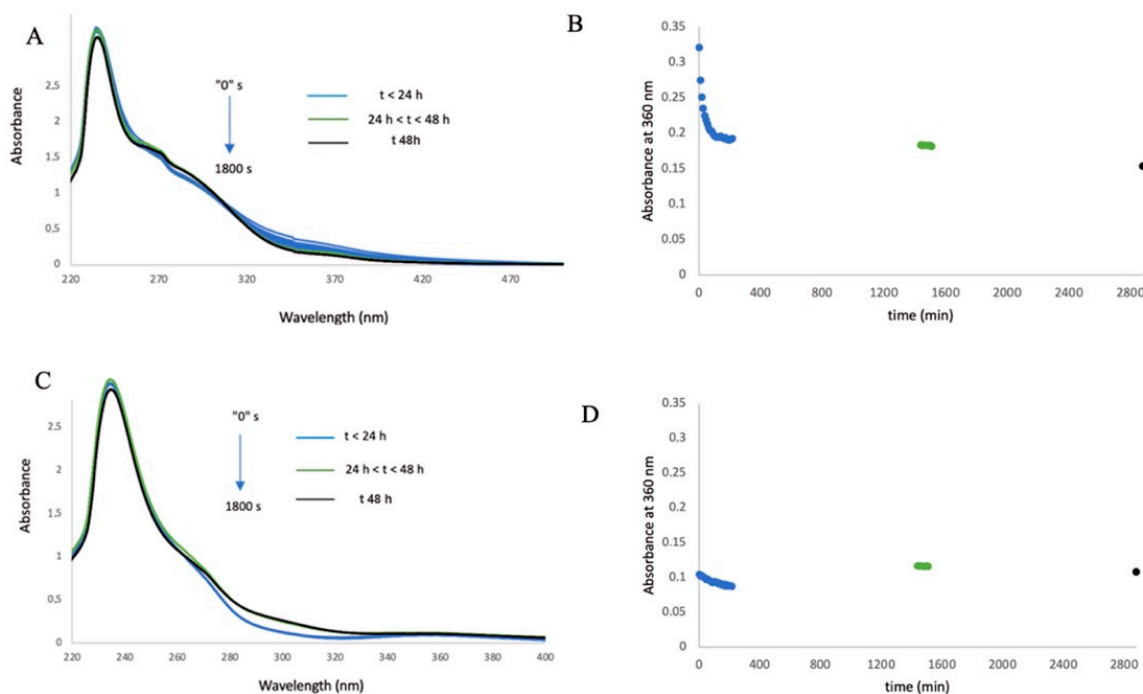 A
Absorbance
2,5
2
1,5
1
0.5
0
220
270
320
370
420
470
Wavelength (nm)
"0" s
1800 s
t < 24 h
24 h < t < 48 h
t 48h
B
Absorbance at 360 nm
0.35
0.3
0.25
0.2
0.15
0.1
0.05
0
0
400
800
1200
1600
2000
2400
2800
time (min)
C
Absorbance
2.5
2
1.5
1
0.5
0
220
240
260
280
300
320
340
360
380
400
Wavelength (nm)
"0" s
1800 s
t < 24 h
24 h < t < 48 h
t 48 h
D
Absorbance at 360 nm
0.35
0.3
0.25
0.2
0.15
0.1
0.05
0
0
400
800
1200
1600
2000
2400
2800
time (min)